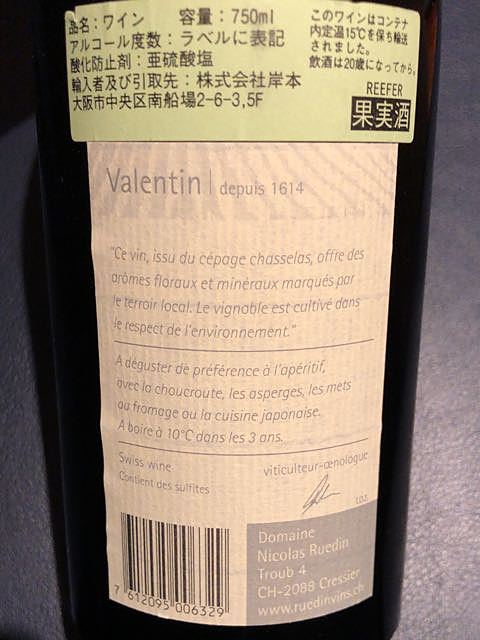 品名：ワイン 容量：750ml
アルコール度数：ラベルに表記
酸化防止剤：亜硫酸塩
輸入者及び引取先：株式会社岸本
大阪市中央区南船場2-6-3,5F
このワインはコンテナ
内定温15℃を保ち輸送
されました。
飲酒は20歳になってから。
REEFER
果実酒
Valentin | depuis 1614
"Ce vin, issu du cépage chasselas, offre des
arômes floraux et minéraux marqués par
le terroir local. Le vignoble est cultivé dans
le respect de l'environnement."
A déguster de préférence à l'apéritif,
avec la choucroute, les asperges, les mets
au fromage ou la cuisine japonaise.
A boire à 10°C dans les 3 ans.
Swiss wine
Contient des sulfites
viticulteur-œnologue
7 612095 006329
Domaine
Nicolas Ruedin
Troub 4
CH-2088 Cressier
www.ruedinvins.ch